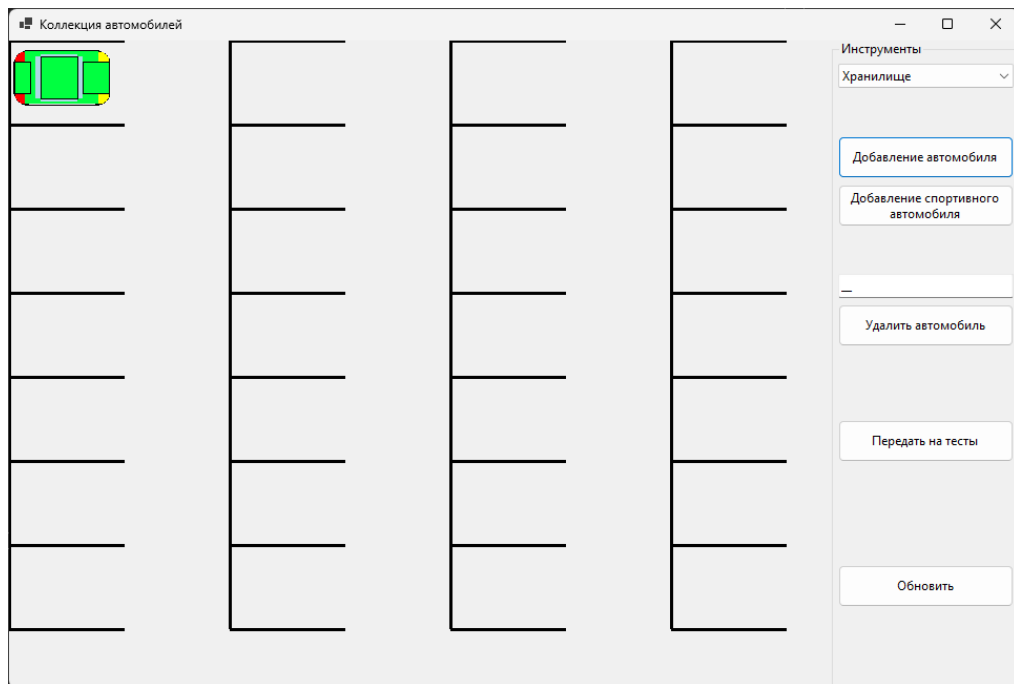 Коллекция автомобилей
Инструменты
Хранилище
Добавление автомобиля
Добавление спортивного
автомобиля
_
Удалить автомобиль
Передать на тесты
Обновить